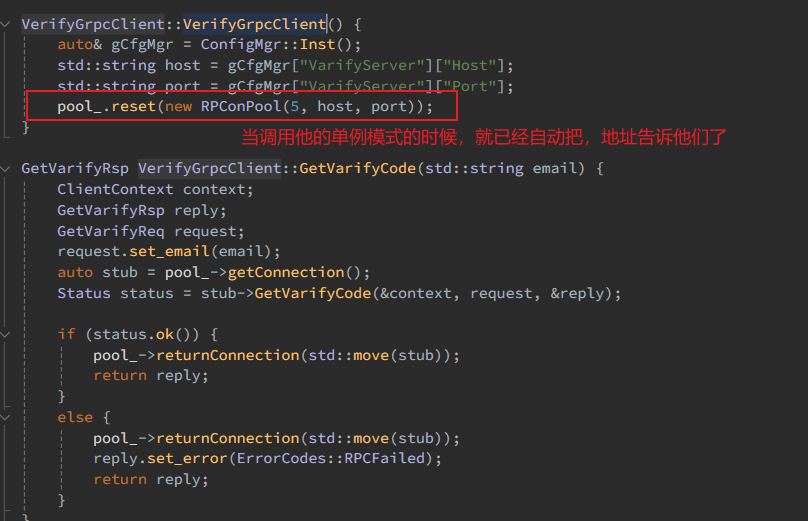 VerifyGrpcClient::VerifyGrpcClient() {
    auto& gCfgMgr = ConfigMgr::Inst();
    std::string host = gCfgMgr["VarifyServer"]["Host"];
    std::string port = gCfgMgr["VarifyServer"]["Port"];
    pool_.reset(new RPConPool(5, host, port));
}
当调用他的单例模式的时候，就已经自动把，地址告诉他们了
GetVarifyRsp VerifyGrpcClient::GetVarifyCode(std::string email) {
    ClientContext context;
    GetVarifyRsp reply;
    GetVarifyReq request;
    request.set_email(email);
    auto stub = pool_->getConnection();
    Status status = stub->GetVarifyCode(&context, request, &reply);
    if (status.ok()) {
        pool_->returnConnection(std::move(stub));
        return reply;
    }
    else {
        pool_->returnConnection(std::move(stub));
        reply.set_error(ErrorCodes::RPCFailed);
        return reply;
    }
}